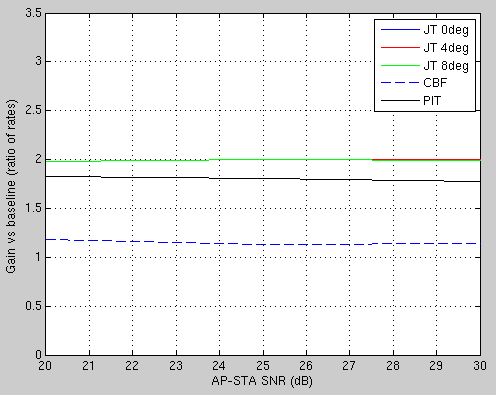 3.5
3
2.5
2
1.5
1
0.5
0
Gain vs baseline (ratio of rates)
JT 0deg
JT 4deg
JT 8deg
CBF
PIT
20 21 22 23 24 25 26 27 28 29 30
AP-STA SNR (dB)